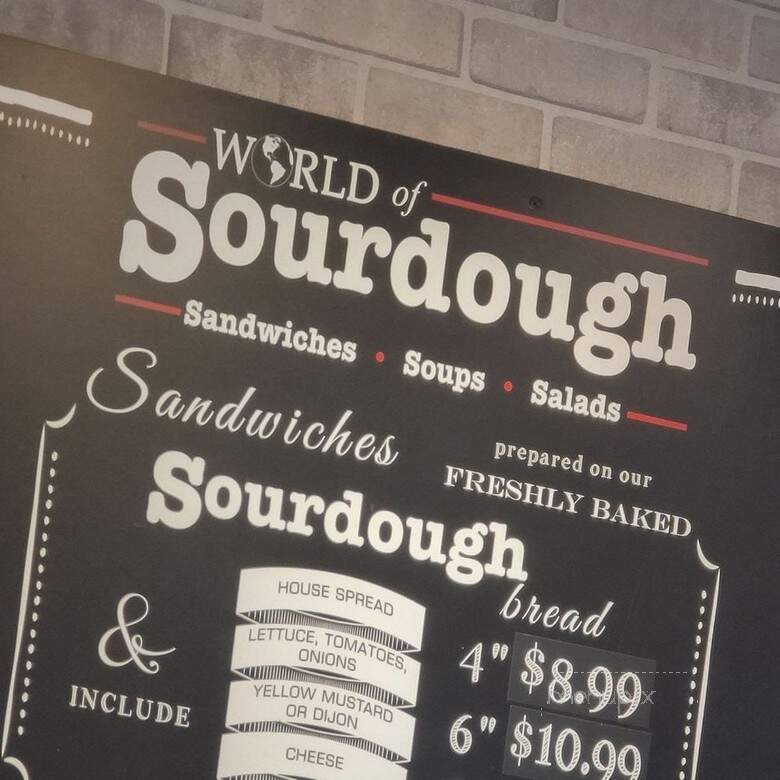 WORLD of
Sourdough
Sandwiches • Soups • Salads
Sandwiches
prepared on our
FRESHLY BAKED
Sourdough
bread
&
INCLUDE
HOUSE SPREAD
LETTUCE, TOMATOES,
ONIONS
YELLOW MUSTARD
OR DIJON
CHEESE
4" $8.99
6" $10.99